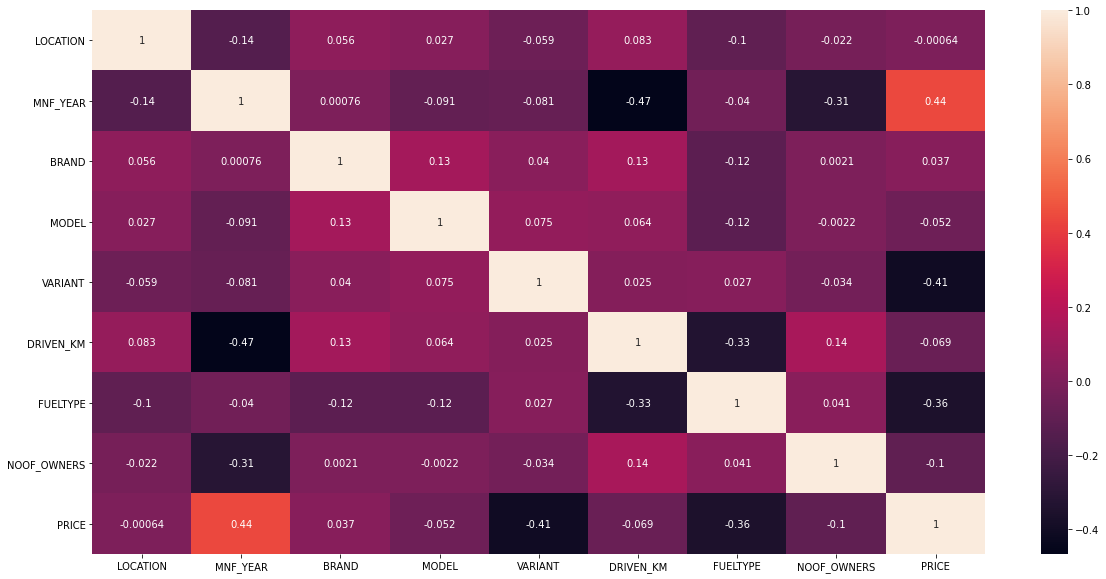 LOCATION 1 -0.14 0.056 0.027 -0.059 0.083 -0.1 -0.022 -0.00064
MNF_YEAR -0.14 1 0.00076 -0.091 -0.081 -0.47 -0.04 -0.31 0.44
BRAND 0.056 0.00076 1 0.13 0.04 0.13 -0.12 0.0021 0.037
MODEL 0.027 -0.091 0.13 1 0.075 0.064 -0.12 -0.0022 -0.052
VARIANT -0.059 -0.081 0.04 0.075 1 0.025 0.027 -0.034 -0.41
DRIVEN_KM 0.083 -0.47 0.13 0.064 0.025 1 -0.33 0.14 -0.069
FUELTYPE -0.1 -0.04 -0.12 -0.12 0.027 -0.33 1 0.041 -0.36
NOOF_OWNERS -0.022 -0.31 0.0021 -0.0022 -0.034 0.14 0.041 1 -0.1
PRICE -0.00064 0.44 0.037 -0.052 -0.41 -0.069 -0.36 -0.1 1
LOCATION MNF_YEAR BRAND MODEL VARIANT DRIVEN_KM FUELTYPE NOOF_OWNERS PRICE
1.0
0.8
0.6
0.4
0.2
0.0
−0.2
−0.4